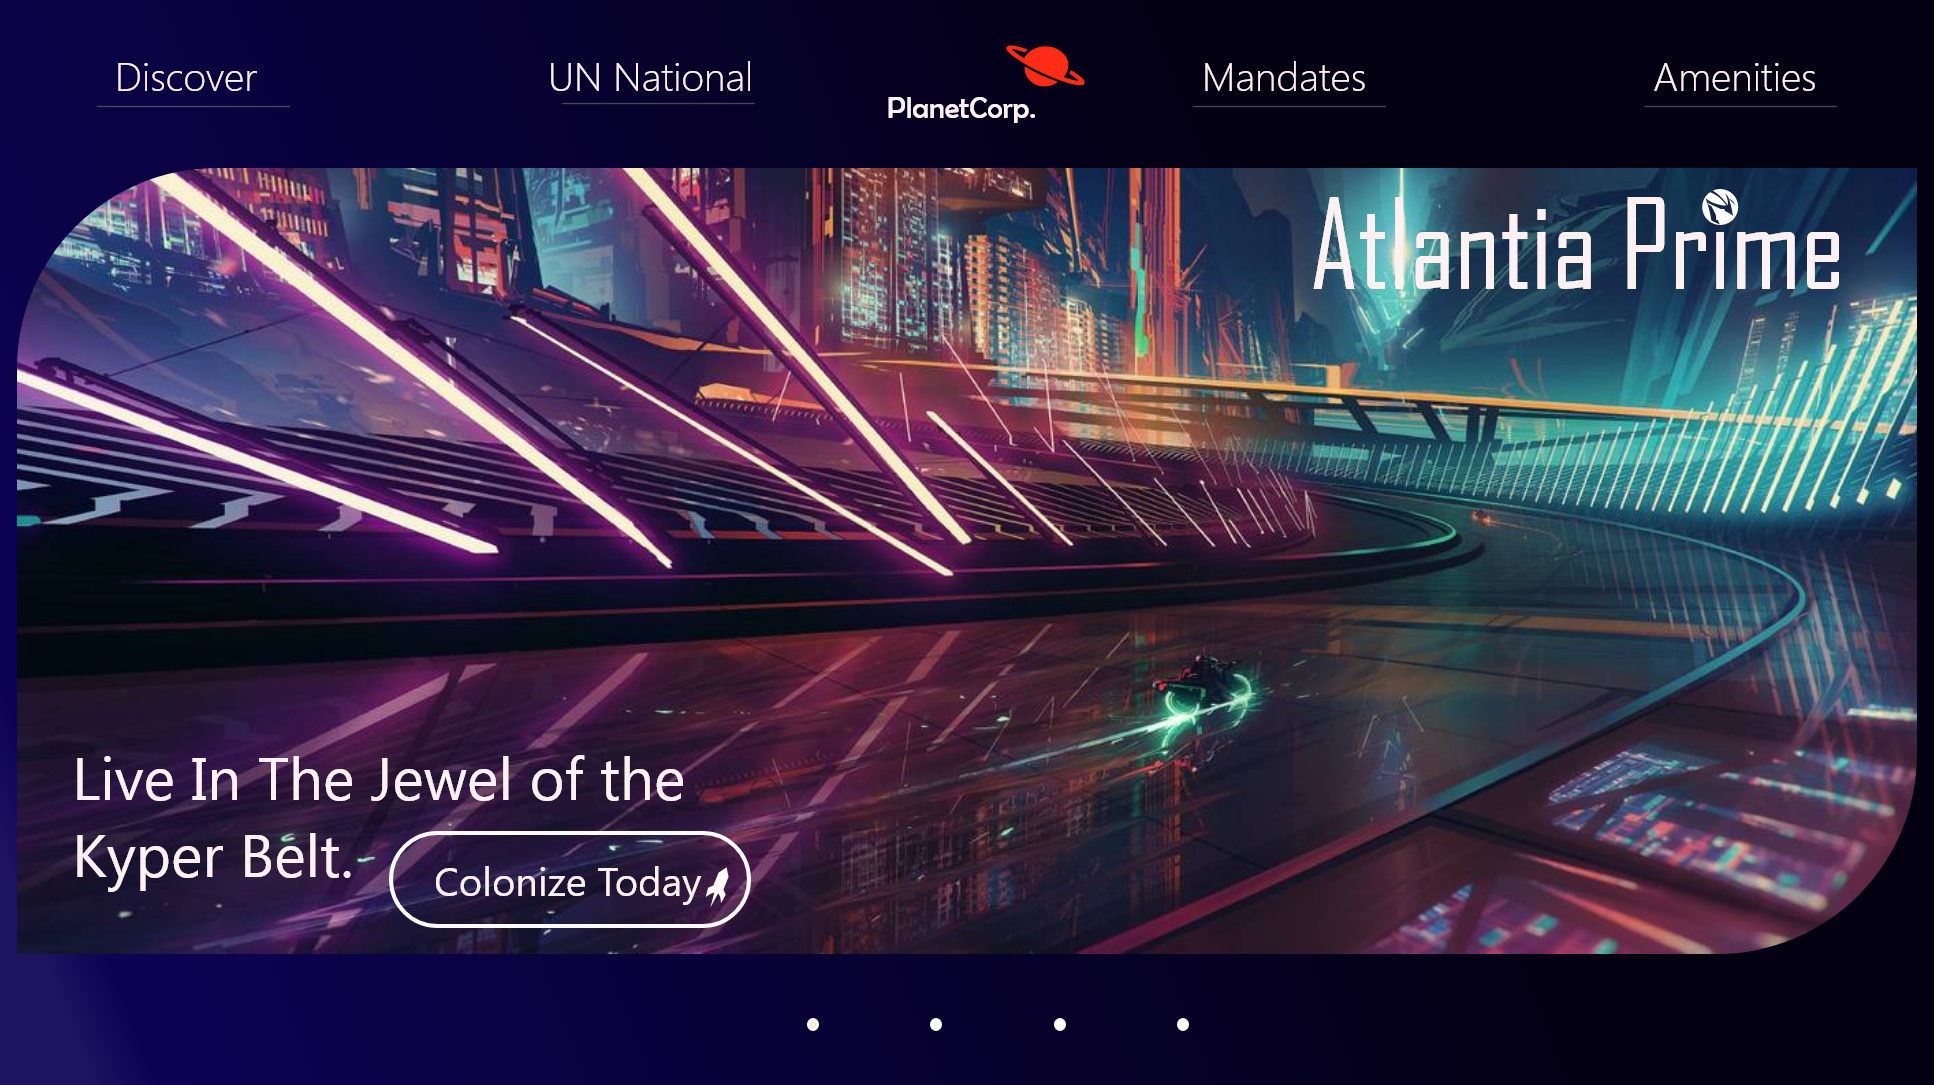 Discover
UN National
PlanetCorp.
Mandates
Amenities
Atlantia Prime
Live In The Jewel of the
Kyper Belt.
Colonize Today